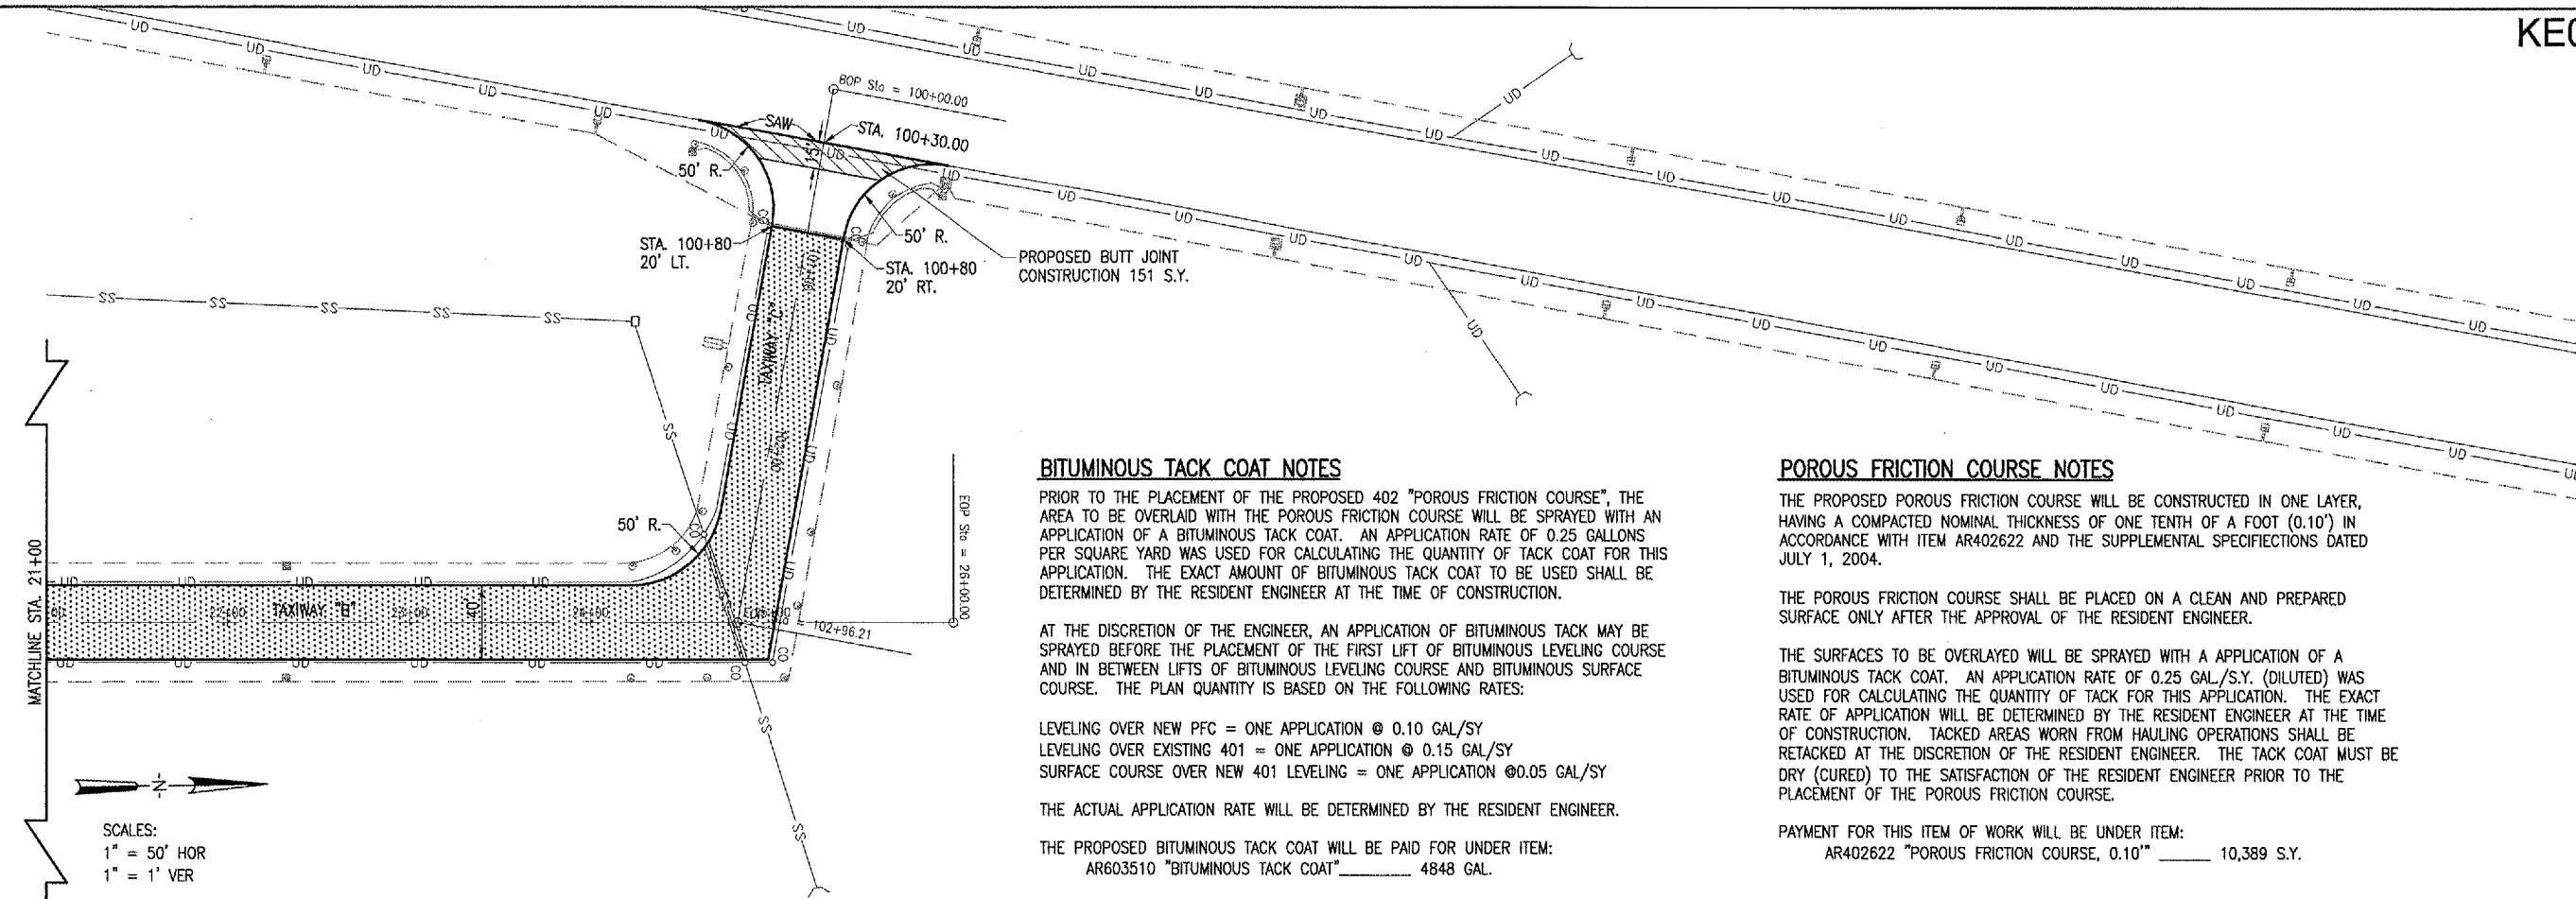 KEO
BOP Sta = 100+00.00
SAW
STA. 100+30.00
15'
50' R.
STA. 100+80
20' LT.
50' R.
STA. 100+80
20' RT.
PROPOSED BUTT JOINT
CONSTRUCTION 151 S.Y.
101+00
TAXIWAY "C"
102+00
50' R.
MATCHLINE STA. 21+00
22+00
TAXIWAY "B"
23+00
40'
24+00
= 102+96.21
EOP Sta = 26+00.00
UD
SS
CO
N
SCALES:
1" = 50' HOR
1" = 1' VER
BITUMINOUS TACK COAT NOTES
PRIOR TO THE PLACEMENT OF THE PROPOSED 402 "POROUS FRICTION COURSE", THE
AREA TO BE OVERLAID WITH THE POROUS FRICTION COURSE WILL BE SPRAYED WITH AN
APPLICATION OF A BITUMINOUS TACK COAT. AN APPLICATION RATE OF 0.25 GALLONS
PER SQUARE YARD WAS USED FOR CALCULATING THE QUANTITY OF TACK COAT FOR THIS
APPLICATION. THE EXACT AMOUNT OF BITUMINOUS TACK COAT TO BE USED SHALL BE
DETERMINED BY THE RESIDENT ENGINEER AT THE TIME OF CONSTRUCTION.
AT THE DISCRETION OF THE ENGINEER, AN APPLICATION OF BITUMINOUS TACK MAY BE
SPRAYED BEFORE THE PLACEMENT OF THE FIRST LIFT OF BITUMINOUS LEVELING COURSE
AND IN BETWEEN LIFTS OF BITUMINOUS LEVELING COURSE AND BITUMINOUS SURFACE
COURSE. THE PLAN QUANTITY IS BASED ON THE FOLLOWING RATES:
LEVELING OVER NEW PFC = ONE APPLICATION @ 0.10 GAL/SY
LEVELING OVER EXISTING 401 = ONE APPLICATION @ 0.15 GAL/SY
SURFACE COURSE OVER NEW 401 LEVELING = ONE APPLICATION @0.05 GAL/SY
THE ACTUAL APPLICATION RATE WILL BE DETERMINED BY THE RESIDENT ENGINEER.
THE PROPOSED BITUMINOUS TACK COAT WILL BE PAID FOR UNDER ITEM:
AR603510 "BITUMINOUS TACK COAT"________ 4848 GAL.
POROUS FRICTION COURSE NOTES
THE PROPOSED POROUS FRICTION COURSE WILL BE CONSTRUCTED IN ONE LAYER,
HAVING A COMPACTED NOMINAL THICKNESS OF ONE TENTH OF A FOOT (0.10') IN
ACCORDANCE WITH ITEM AR402622 AND THE SUPPLEMENTAL SPECIFIECTIONS DATED
JULY 1, 2004.
THE POROUS FRICTION COURSE SHALL BE PLACED ON A CLEAN AND PREPARED
SURFACE ONLY AFTER THE APPROVAL OF THE RESIDENT ENGINEER.
THE SURFACES TO BE OVERLAYED WILL BE SPRAYED WITH A APPLICATION OF A
BITUMINOUS TACK COAT. AN APPLICATION RATE OF 0.25 GAL/S.Y. (DILUTED) WAS
USED FOR CALCULATING THE QUANTITY OF TACK FOR THIS APPLICATION. THE EXACT
RATE OF APPLICATION WILL BE DETERMINED BY THE RESIDENT ENGINEER AT THE TIME
OF CONSTRUCTION. TACKED AREAS WORN FROM HAULING OPERATIONS SHALL BE
RETACKED AT THE DISCRETION OF THE RESIDENT ENGINEER. THE TACK COAT MUST BE
DRY (CURED) TO THE SATISFACTION OF THE RESIDENT ENGINEER PRIOR TO THE
PLACEMENT OF THE POROUS FRICTION COURSE.
PAYMENT FOR THIS ITEM OF WORK WILL BE UNDER ITEM:
AR402622 "POROUS FRICTION COURSE, 0.10'" _____ 10,389 S.Y.